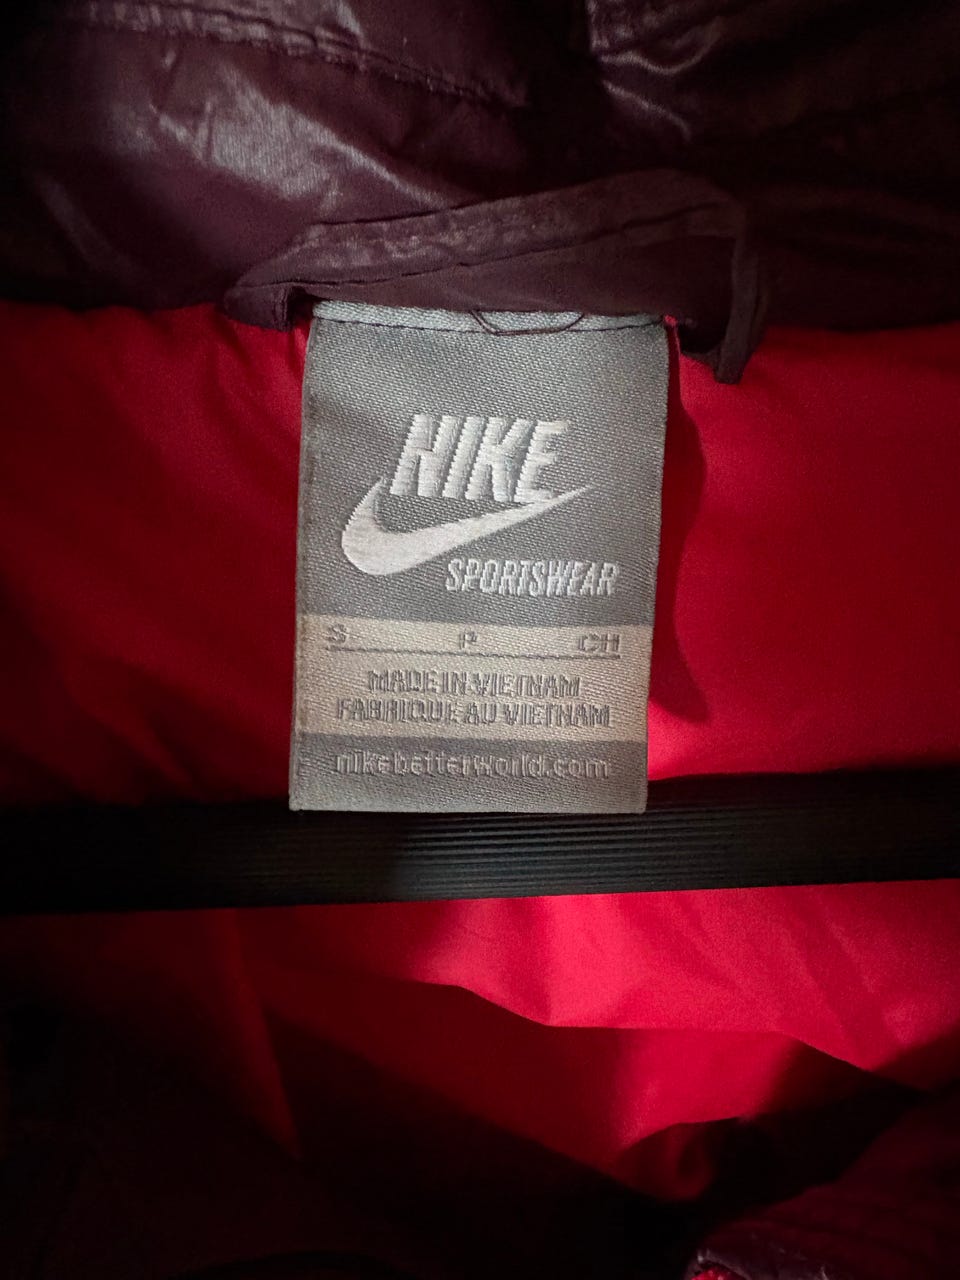 NIKE
SPORTSWEAR
S P CH
MADE IN VIETNAM
FABRIQUE AU VIETNAM
nikebetterworld.com